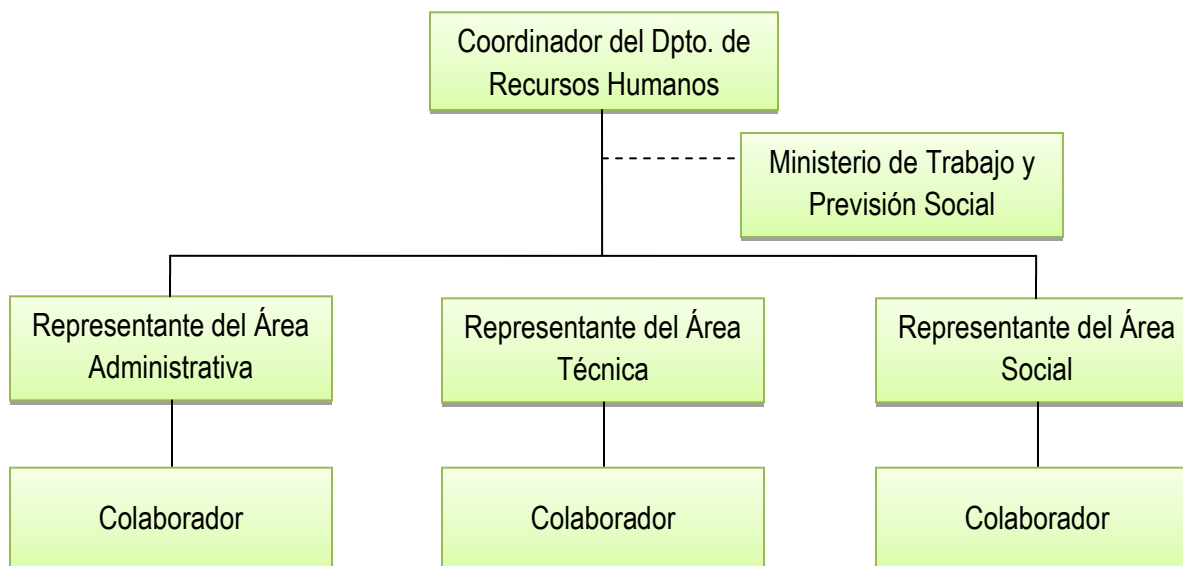 Coordinador del Dpto. de
Recursos Humanos
Ministerio de Trabajo y
Previsión Social
Representante del Área
Administrativa
Representante del Área
Técnica
Representante del Área
Social
Colaborador
Colaborador
Colaborador